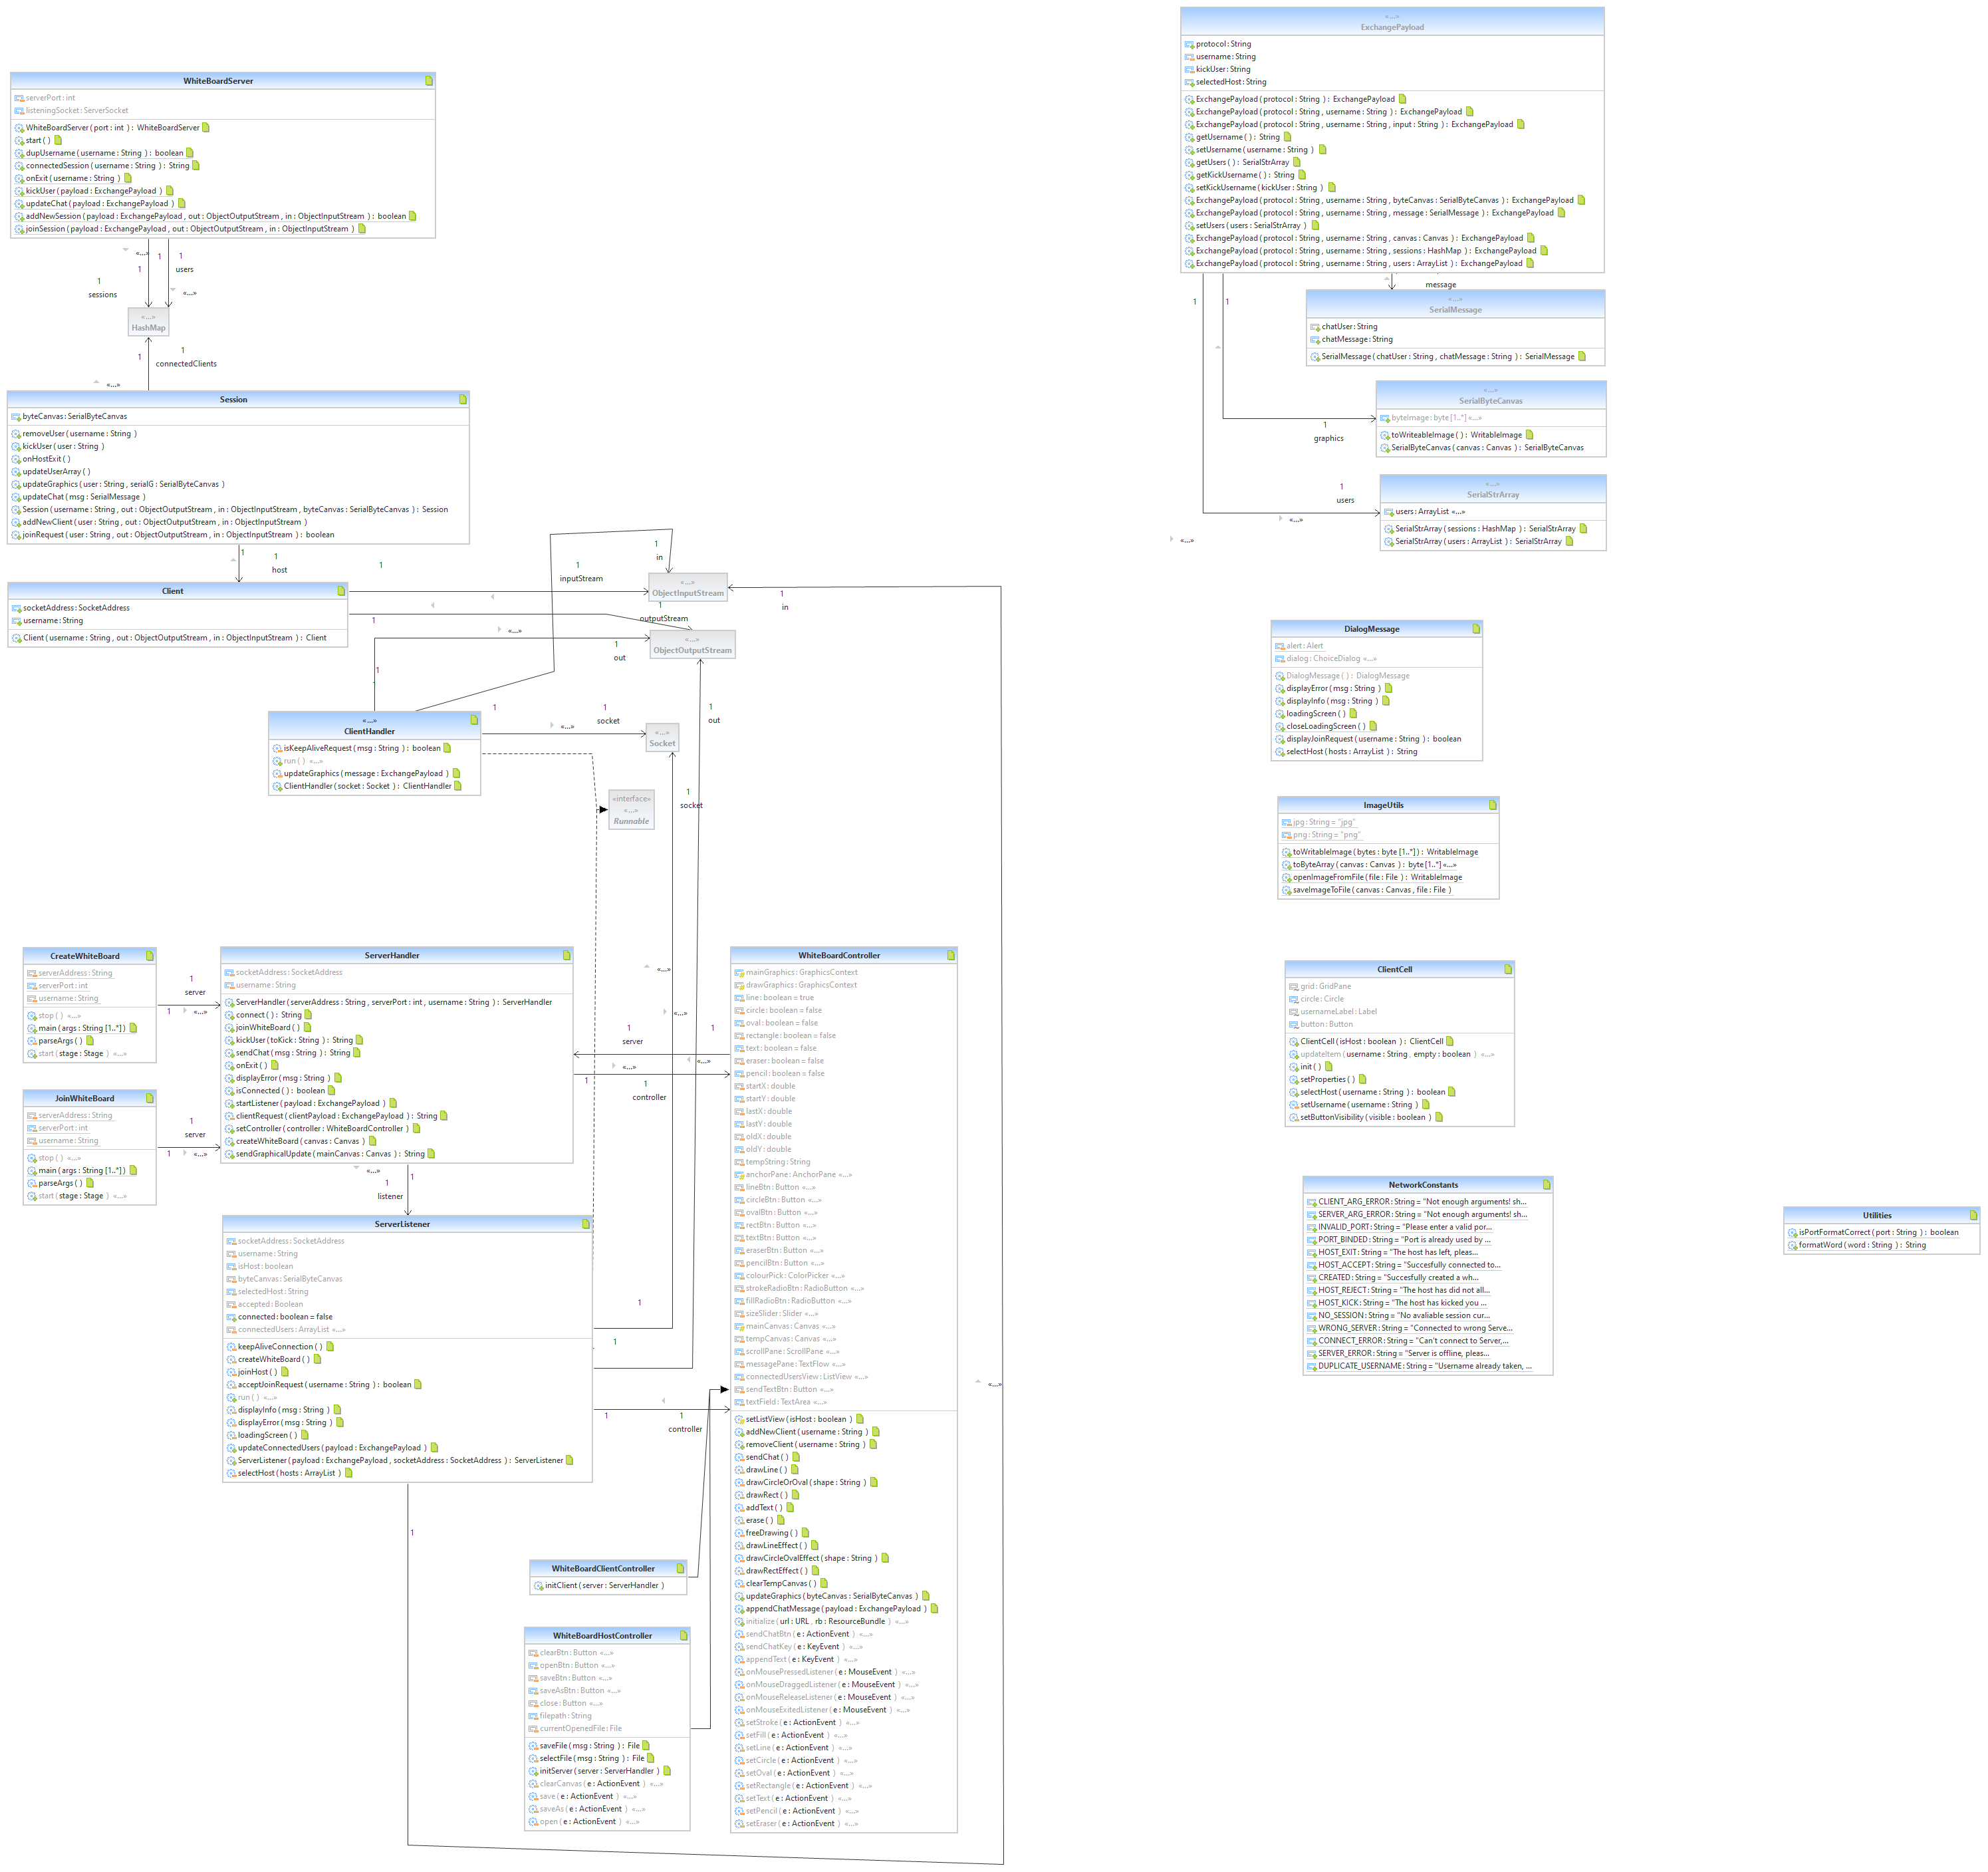 WhiteBoardServer
serverPort : int
listeningSocket : ServerSocket
WhiteBoardServer ( port : int ) : WhiteBoardServer
start ( )
dupUsername ( username : String ) : boolean
connectedSession ( username : String ) : String
onExit ( username : String )
kickUser ( payload : ExchangePayload )
updateChat ( payload : ExchangePayload )
addNewSession ( payload : ExchangePayload , out : ObjectOutputStream , in : ObjectInputStream ) : boolean
joinSession ( payload : ExchangePayload , out : ObjectOutputStream , in : ObjectInputStream )
«...»
1
1
1
users
1
sessions
«...»
«...»
HashMap
1
1
connectedClients
«...»
Session
byteCanvas : SerialByteCanvas
removeUser ( username : String )
kickUser ( user : String )
onHostExit ( )
updateUserArray ( )
updateGraphics ( user : String , serialG : SerialByteCanvas )
updateChat ( msg : SerialMessage )
Session ( username : String , out : ObjectOutputStream , in : ObjectInputStream , byteCanvas : SerialByteCanvas ) : Session
addNewClient ( user : String , out : ObjectOutputStream , in : ObjectInputStream )
joinRequest ( user : String , out : ObjectOutputStream , in : ObjectInputStream ) : boolean
1
1
host
Client
socketAddress : SocketAddress
username : String
Client ( username : String , out : ObjectOutputStream , in : ObjectInputStream ) : Client
1
1
inputStream
1
in
«...»
ObjectInputStream
1
in
1
1
outputStream
«...»
1
out
«...»
ObjectOutputStream
1
1
«...»
ClientHandler
isKeepAliveRequest ( msg : String ) : boolean
run ( ) «...»
updateGraphics ( message : ExchangePayload )
ClientHandler ( socket : Socket ) : ClientHandler
1
«...»
1
socket
1
out
«...»
Socket
«interface»
«...»
Runnable
1
socket
CreateWhiteBoard
serverAddress : String
serverPort : int
username : String
stop ( ) «...»
main ( args : String [1..*] )
parseArgs ( )
start ( stage : Stage ) «...»
1
server
1
«...»
JoinWhiteBoard
serverAddress : String
serverPort : int
username : String
stop ( ) «...»
main ( args : String [1..*] )
parseArgs ( )
start ( stage : Stage ) «...»
1
server
1
«...»
ServerHandler
socketAddress : SocketAddress
username : String
ServerHandler ( serverAddress : String , serverPort : int , username : String ) : ServerHandler
connect ( ) : String
joinWhiteBoard ( )
kickUser ( toKick : String ) : String
sendChat ( msg : String ) : String
onExit ( )
displayError ( msg : String )
isConnected ( ) : boolean
startListener ( payload : ExchangePayload )
clientRequest ( clientPayload : ExchangePayload ) : String
setController ( controller : WhiteBoardController )
createWhiteBoard ( canvas : Canvas )
sendGraphicalUpdate ( mainCanvas : Canvas ) : String
«...»
«...»
1
server
1
«...»
«...»
1
1
controller
«...»
1
listener
1
ServerListener
socketAddress : SocketAddress
username : String
isHost : boolean
byteCanvas : SerialByteCanvas
selectedHost : String
accepted : Boolean
connected : boolean = false
connectedUsers : ArrayList «...»
keepAliveConnection ( )
createWhiteBoard ( )
joinHost ( )
acceptJoinRequest ( username : String ) : boolean
run ( ) «...»
displayInfo ( msg : String )
displayError ( msg : String )
loadingScreen ( )
updateConnectedUsers ( payload : ExchangePayload )
ServerListener ( payload : ExchangePayload , socketAddress : SocketAddress ) : ServerListener
selectHost ( hosts : ArrayList )
1
1
1
1
controller
1
WhiteBoardClientController
initClient ( server : ServerHandler )
WhiteBoardHostController
clearBtn : Button «...»
openBtn : Button «...»
saveBtn : Button «...»
saveAsBtn : Button «...»
close : Button «...»
filepath : String
currentOpenedFile : File
saveFile ( msg : String ) : File
selectFile ( msg : String ) : File
initServer ( server : ServerHandler )
clearCanvas ( e : ActionEvent ) «...»
save ( e : ActionEvent ) «...»
saveAs ( e : ActionEvent ) «...»
open ( e : ActionEvent ) «...»
WhiteBoardController
mainGraphics : GraphicsContext
drawGraphics : GraphicsContext
line : boolean = true
circle : boolean = false
oval : boolean = false
rectangle : boolean = false
text : boolean = false
eraser : boolean = false
pencil : boolean = false
startX : double
startY : double
lastX : double
lastY : double
oldX : double
oldY : double
tempString : String
anchorPane : AnchorPane «...»
lineBtn : Button «...»
circleBtn : Button «...»
ovalBtn : Button «...»
rectBtn : Button «...»
textBtn : Button «...»
eraserBtn : Button «...»
pencilBtn : Button «...»
colourPick : ColorPicker «...»
strokeRadioBtn : RadioButton «...»
fillRadioBtn : RadioButton «...»
sizeSlider : Slider «...»
mainCanvas : Canvas «...»
tempCanvas : Canvas «...»
scrollPane : ScrollPane «...»
messagePane : TextFlow «...»
connectedUsersView : ListView «...»
sendTextBtn : Button «...»
textField : TextArea «...»
setListView ( isHost : boolean )
addNewClient ( username : String )
removeClient ( username : String )
sendChat ( )
drawLine ( )
drawCircleOrOval ( shape : String )
drawRect ( )
addText ( )
erase ( )
freeDrawing ( )
drawLineEffect ( )
drawCircleOvalEffect ( shape : String )
drawRectEffect ( )
clearTempCanvas ( )
updateGraphics ( byteCanvas : SerialByteCanvas )
appendChatMessage ( payload : ExchangePayload )
initialize ( url : URL , rb : ResourceBundle ) «...»
sendChatBtn ( e : ActionEvent ) «...»
sendChatKey ( e : KeyEvent ) «...»
appendText ( e : KeyEvent ) «...»
onMousePressedListener ( e : MouseEvent ) «...»
onMouseDraggedListener ( e : MouseEvent ) «...»
onMouseReleaseListener ( e : MouseEvent ) «...»
onMouseExitedListener ( e : MouseEvent ) «...»
setStroke ( e : ActionEvent ) «...»
setFill ( e : ActionEvent ) «...»
setLine ( e : ActionEvent ) «...»
setCircle ( e : ActionEvent ) «...»
setOval ( e : ActionEvent ) «...»
setRectangle ( e : ActionEvent ) «...»
setText ( e : ActionEvent ) «...»
setPencil ( e : ActionEvent ) «...»
setEraser ( e : ActionEvent ) «...»
«...»
«...»
ExchangePayload
protocol : String
username : String
kickUser : String
selectedHost : String
ExchangePayload ( protocol : String ) : ExchangePayload
ExchangePayload ( protocol : String , username : String ) : ExchangePayload
ExchangePayload ( protocol : String , username : String , input : String ) : ExchangePayload
getUsername ( ) : String
setUsername ( username : String )
getUsers ( ) : SerialStrArray
getKickUsername ( ) : String
setKickUsername ( kickUser : String )
ExchangePayload ( protocol : String , username : String , byteCanvas : SerialByteCanvas ) : ExchangePayload
ExchangePayload ( protocol : String , username : String , message : SerialMessage ) : ExchangePayload
setUsers ( users : SerialStrArray )
ExchangePayload ( protocol : String , username : String , canvas : Canvas ) : ExchangePayload
ExchangePayload ( protocol : String , username : String , sessions : HashMap ) : ExchangePayload
ExchangePayload ( protocol : String , username : String , users : ArrayList ) : ExchangePayload
message
1
1
«...»
SerialMessage
chatUser : String
chatMessage : String
SerialMessage ( chatUser : String , chatMessage : String ) : SerialMessage
«...»
SerialByteCanvas
byteImage : byte [1..*] «...»
toWriteableImage ( ) : WritableImage
SerialByteCanvas ( canvas : Canvas ) : SerialByteCanvas
1
graphics
«...»
SerialStrArray
users : ArrayList «...»
SerialStrArray ( sessions : HashMap ) : SerialStrArray
SerialStrArray ( users : ArrayList ) : SerialStrArray
1
users
«...»
«...»
DialogMessage
alert : Alert
dialog : ChoiceDialog «...»
DialogMessage ( ) : DialogMessage
displayError ( msg : String )
displayInfo ( msg : String )
loadingScreen ( )
closeLoadingScreen ( )
displayJoinRequest ( username : String ) : boolean
selectHost ( hosts : ArrayList ) : String
ImageUtils
jpg : String = "jpg"
png : String = "png"
toWritableImage ( bytes : byte [1..*] ) : WritableImage
toByteArray ( canvas : Canvas ) : byte [1..*] «...»
openImageFromFile ( file : File ) : WritableImage
saveImageToFile ( canvas : Canvas , file : File )
ClientCell
grid : GridPane
circle : Circle
usernameLabel : Label
button : Button
ClientCell ( isHost : boolean ) : ClientCell
updateItem ( username : String , empty : boolean ) «...»
init ( )
setProperties ( )
selectHost ( username : String ) : boolean
setUsername ( username : String )
setButtonVisibility ( visible : boolean )
NetworkConstants
CLIENT_ARG_ERROR : String = "Not enough arguments! sh...
SERVER_ARG_ERROR : String = "Not enough arguments! sh...
INVALID_PORT : String = "Please enter a valid por...
PORT_BINDED : String = "Port is already used by ...
HOST_EXIT : String = "The host has left, pleas...
HOST_ACCEPT : String = "Succesfully connected to...
CREATED : String = "Succesfully created a wh...
HOST_REJECT : String = "The host has did not all...
HOST_KICK : String = "The host has kicked you ...
NO_SESSION : String = "No avaliable session cur...
WRONG_SERVER : String = "Connected to wrong Serve...
CONNECT_ERROR : String = "Can't connect to Server,...
SERVER_ERROR : String = "Server is offline, pleas...
DUPLICATE_USERNAME : String = "Username already taken, ...
Utilities
isPortFormatCorrect ( port : String ) : boolean
formatWord ( word : String ) : String